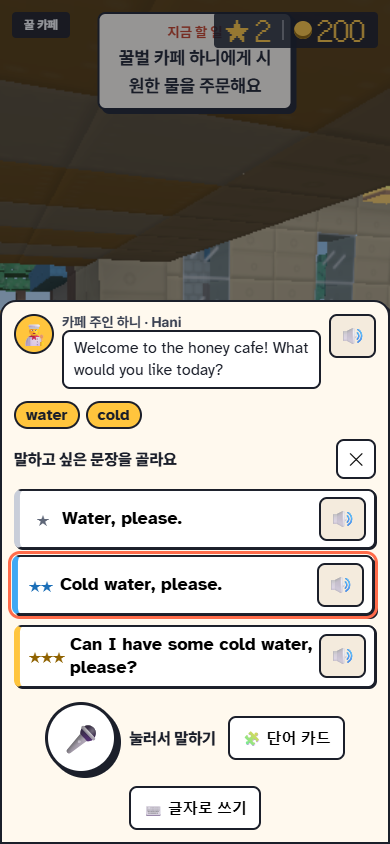 꿀 카페
지금 할 일
2
200
꿀벌 카페 하니에게 시
원한 물을 주문해요
카페 주인 하니 · Hani
Welcome to the honey cafe! What
would you like today?
water
cold
말하고 싶은 문장을 골라요
Water, please.
Cold water, please.
Can I have some cold water,
please?
눌러서 말하기
단어 카드
글자로 쓰기